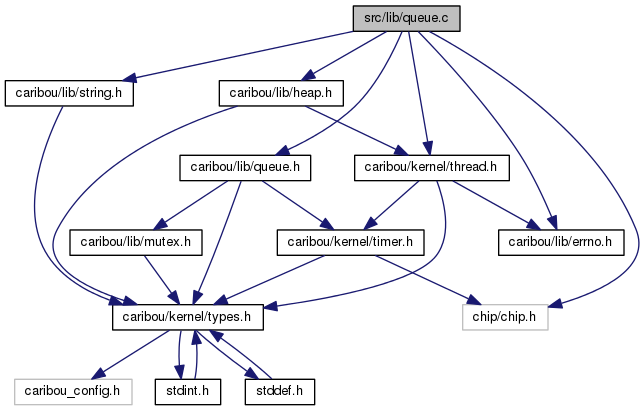 src/lib/queue.c
caribou/lib/string.h
caribou/lib/heap.h
caribou/lib/queue.h
caribou/kernel/thread.h
caribou/lib/mutex.h
caribou/kernel/timer.h
caribou/lib/errno.h
caribou/kernel/types.h
chip/chip.h
caribou_config.h
stdint.h
stddef.h